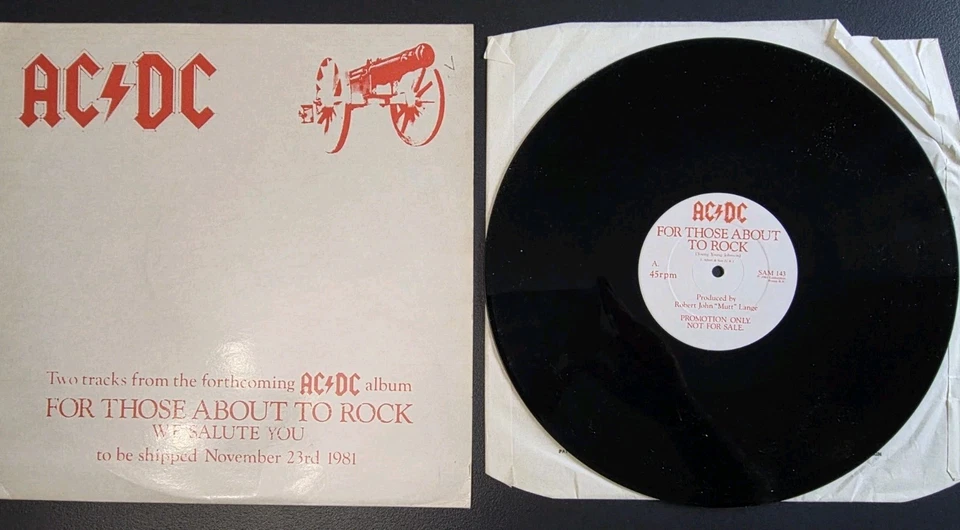 AC/DC
Two tracks from the forthcoming AC/DC album
FOR THOSE ABOUT TO ROCK
WE SALUTE YOU
to be shipped November 23rd 1981
AC/DC
FOR THOSE ABOUT
TO ROCK
A.
45rpm
SAM 143
Produced by
Robert John "Mutt" Lange
PROMOTION ONLY.
NOT FOR SALE.